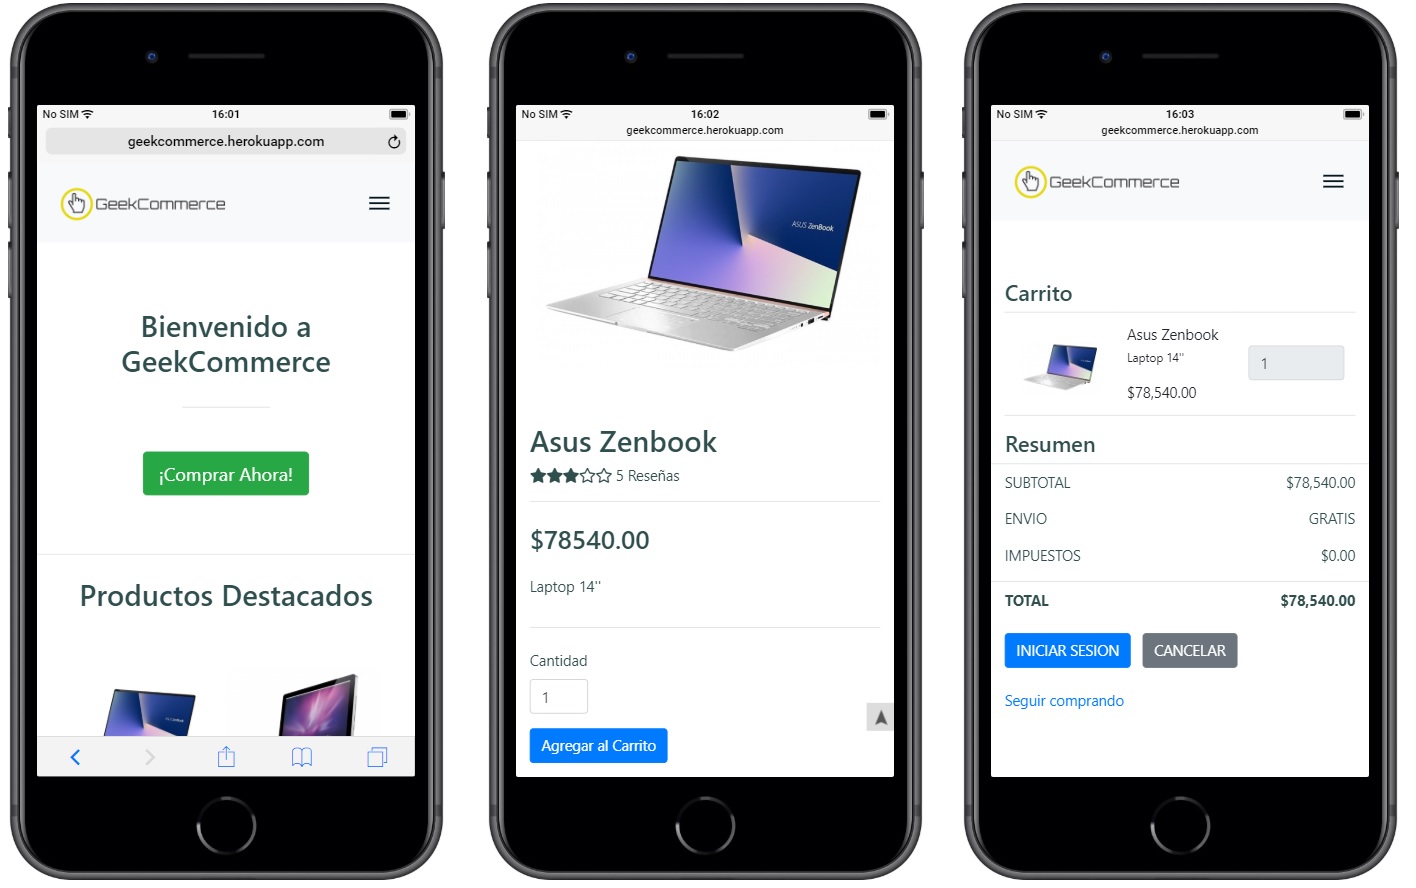 No SIM 16:01
geekcommerce.herokuapp.com
GeekCommerce
Bienvenido a
GeekCommerce
¡Comprar Ahora!
Productos Destacados
No SIM 16:02
geekcommerce.herokuapp.com
ASUS ZenBook
Asus Zenbook
5 Reseñas
$78540.00
Laptop 14''
Cantidad
1
Agregar al Carrito
No SIM 16:03
geekcommerce.herokuapp.com
GeekCommerce
Carrito
Asus Zenbook
Laptop 14''
1
$78,540.00
Resumen
SUBTOTAL $78,540.00
ENVIO GRATIS
IMPUESTOS $0.00
TOTAL $78,540.00
INICIAR SESION CANCELAR
Seguir comprando